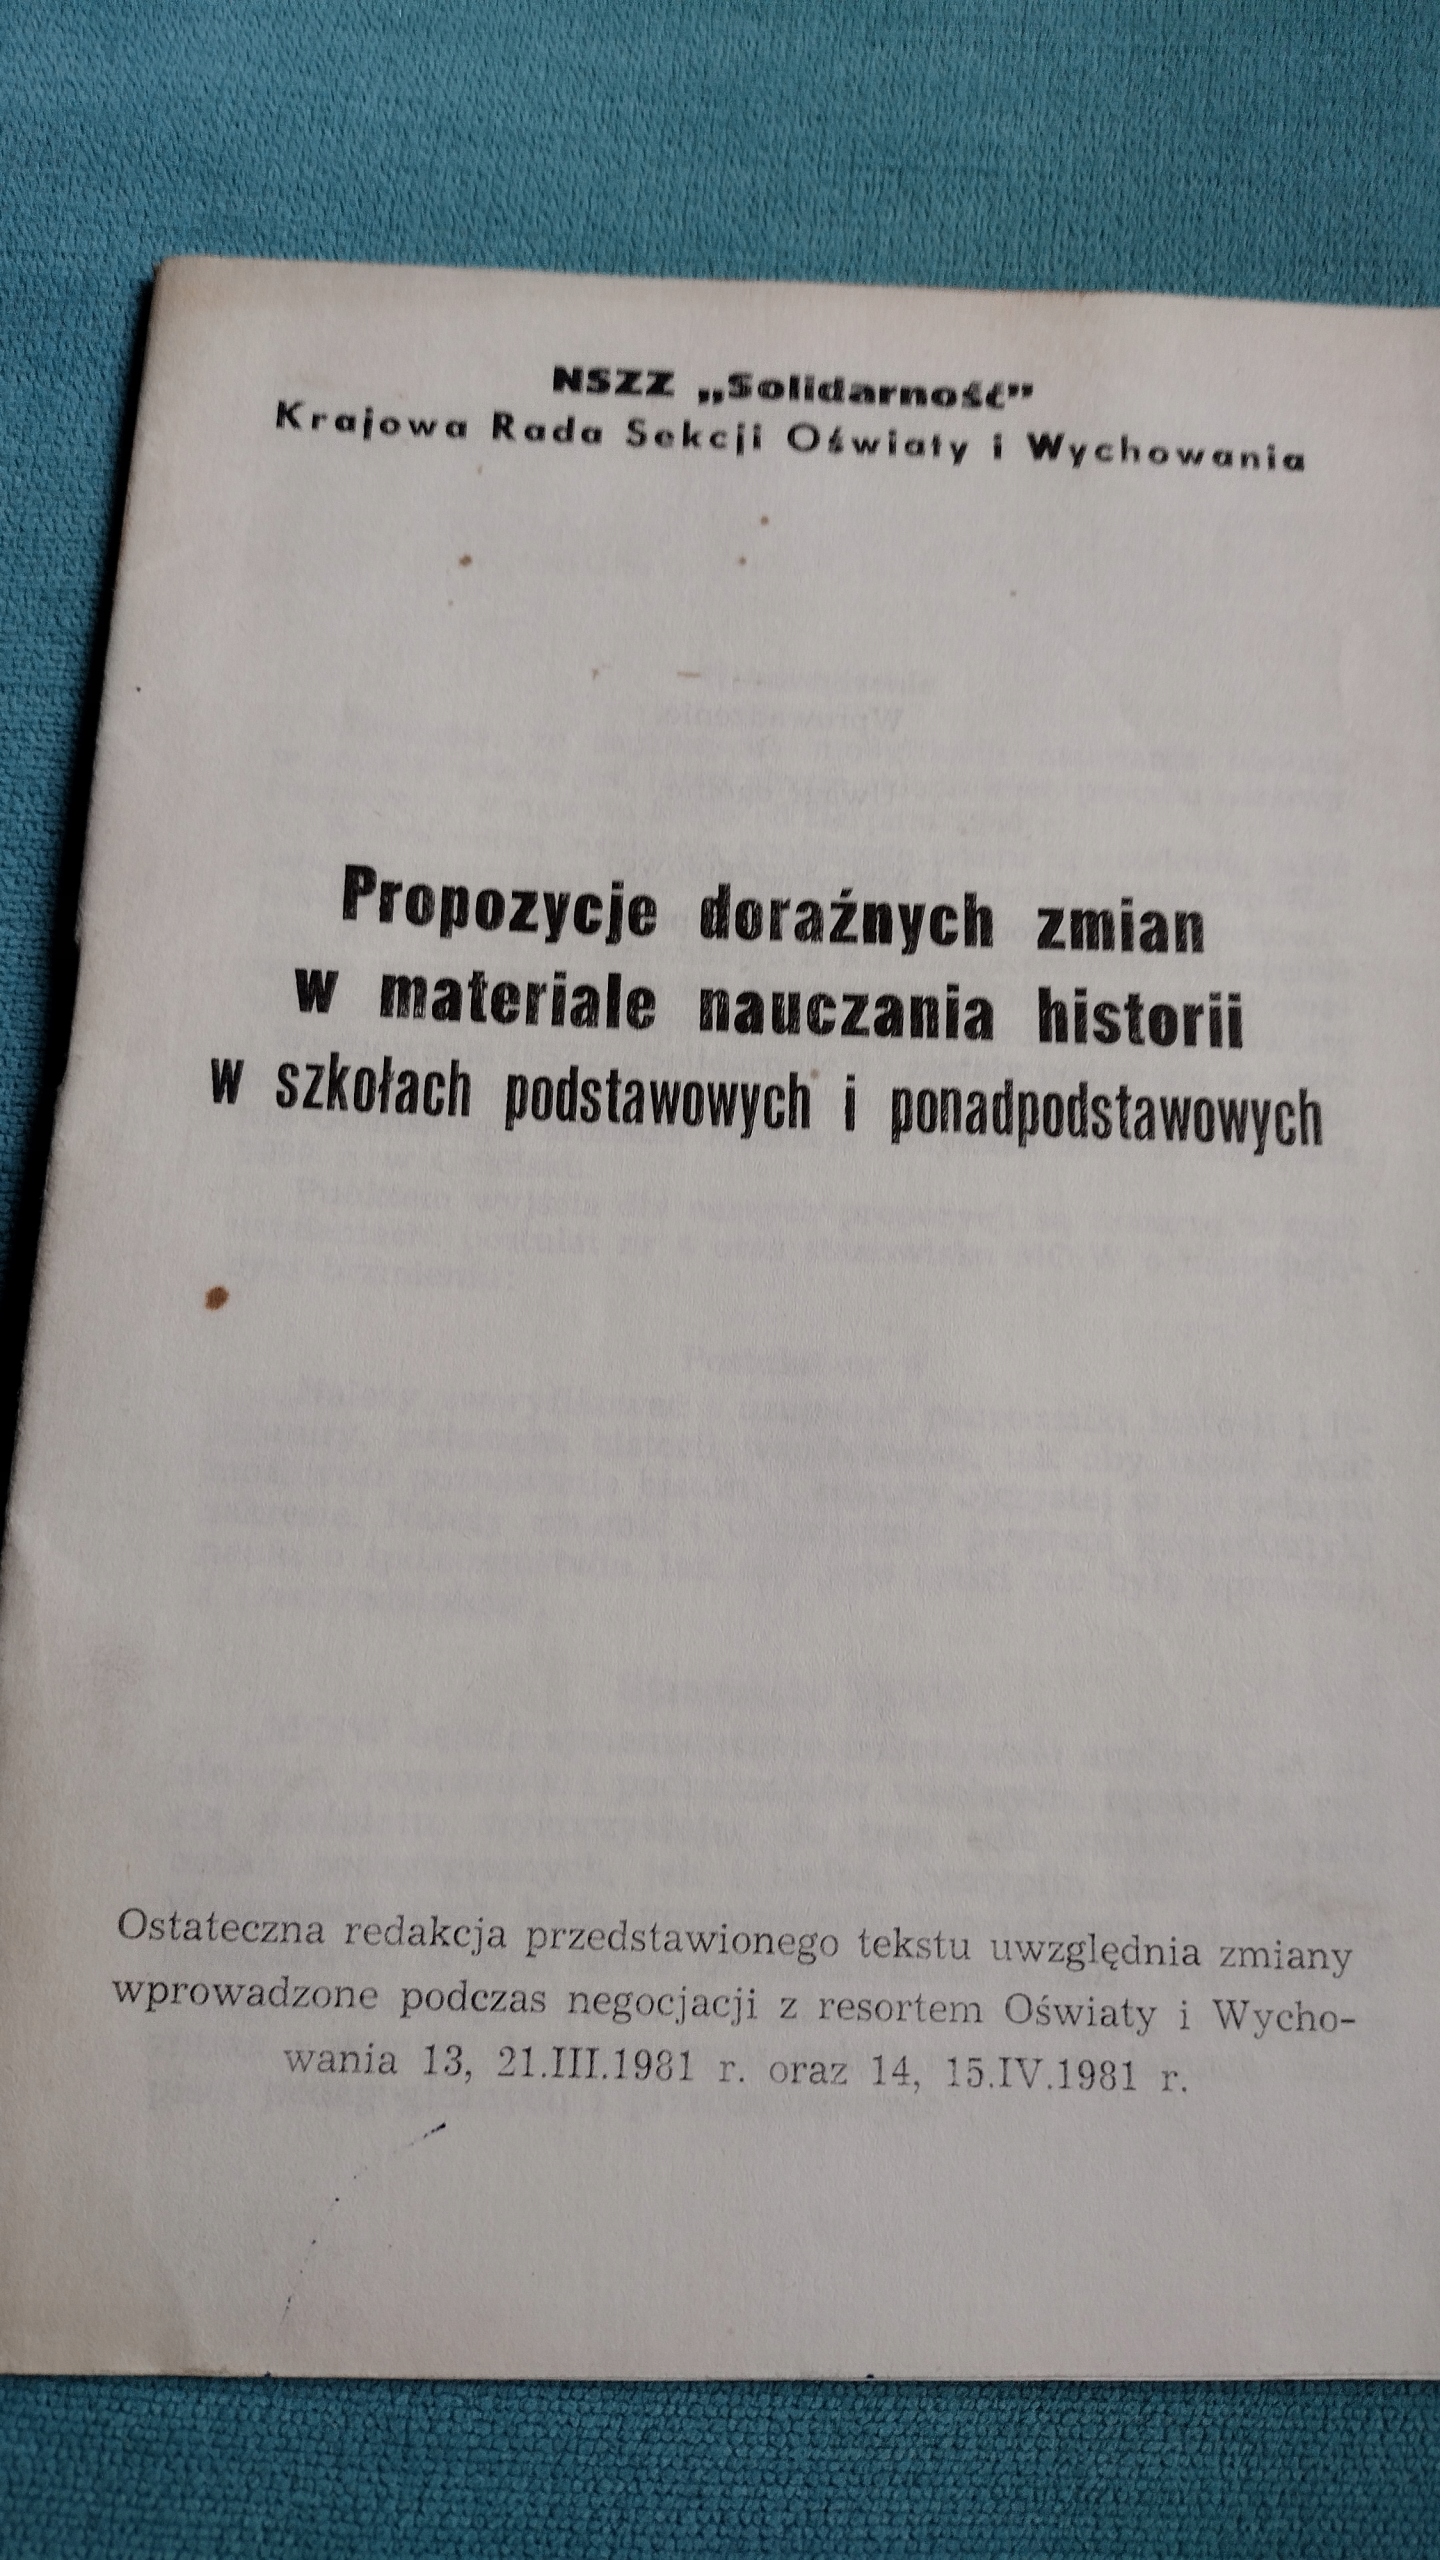 NSZZ „Solidarność”
Krajowa Rada Sekcji Oświaty i Wychowania
Propozycje doraźnych zmian
w materiale nauczania historii
w szkołach podstawowych i ponadpodstawowych
Ostateczna redakcja przedstawionego tekstu uwzględnia zmiany
wprowadzone podczas negocjacji z resortem Oświaty i Wycho-
wania 13, 21.III.1981 r. oraz 14, 15.IV.1981 r.